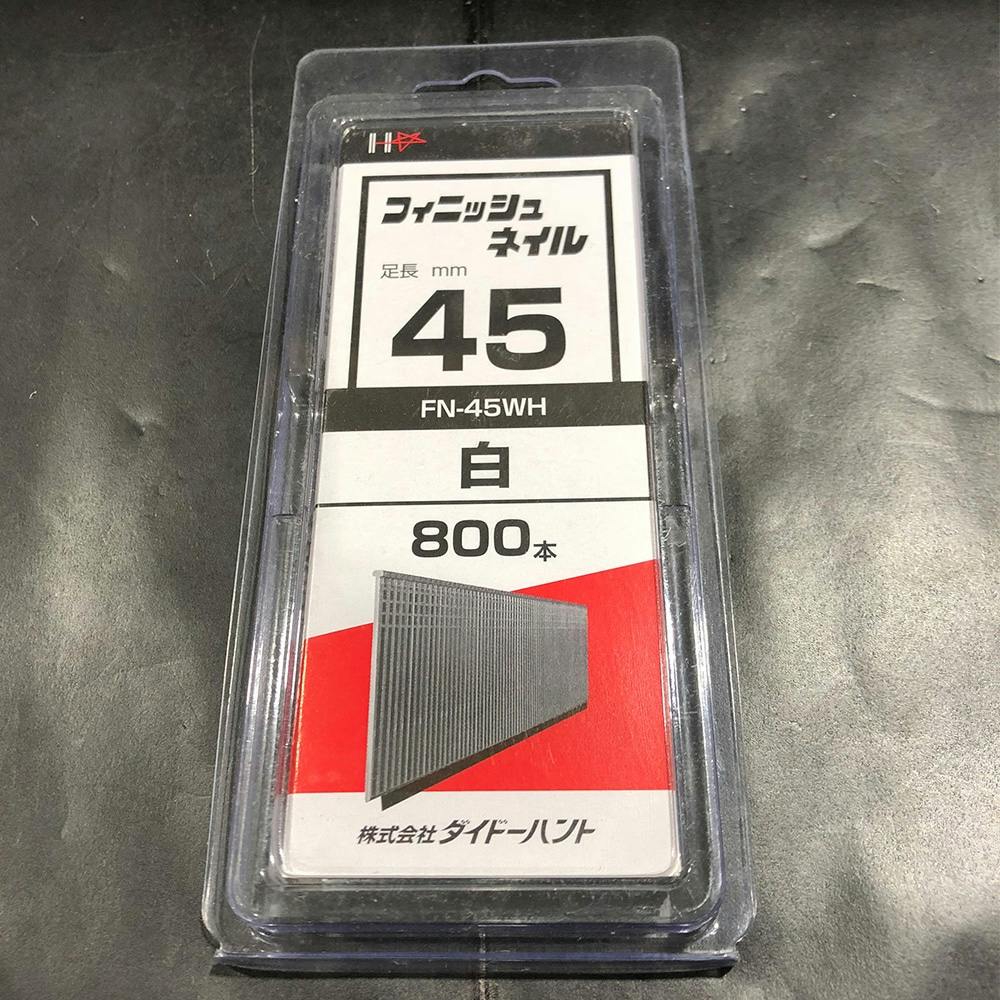 H
フィニッシュ
ネイル
足長 mm
45
FN-45WH
白
800本
株式会社ダイドーハント